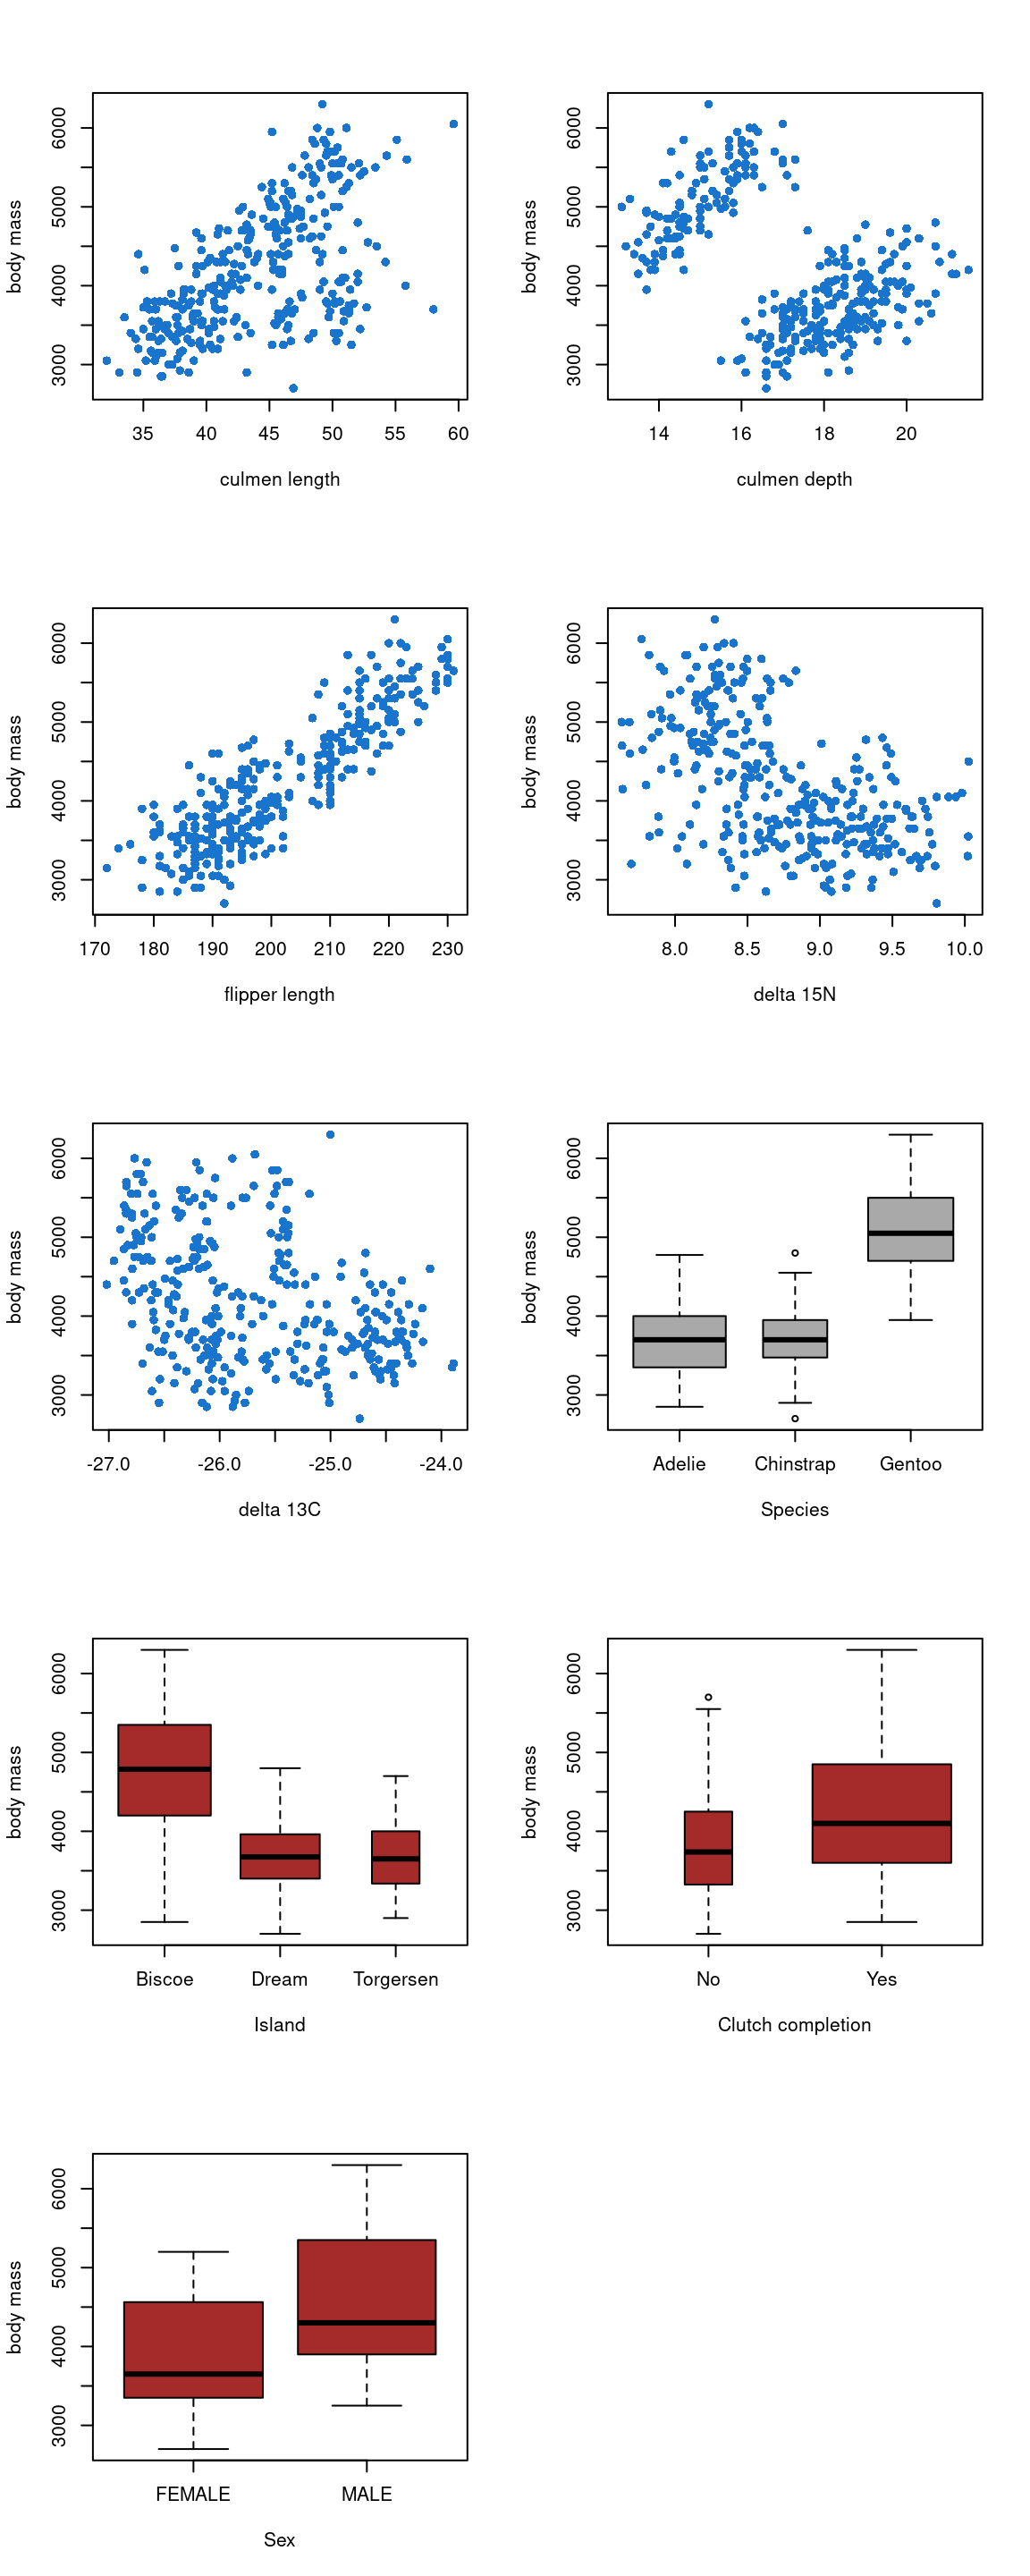 body mass
3000 4000 5000 6000
35 40 45 50 55 60
culmen length
body mass
3000 4000 5000 6000
14 16 18 20
culmen depth
body mass
3000 4000 5000 6000
170 180 190 200 210 220 230
flipper length
body mass
3000 4000 5000 6000
8.0 8.5 9.0 9.5 10.0
delta 15N
body mass
3000 4000 5000 6000
-27.0 -26.0 -25.0 -24.0
delta 13C
body mass
3000 4000 5000 6000
Adelie Chinstrap Gentoo
Species
body mass
3000 4000 5000 6000
Biscoe Dream Torgersen
Island
body mass
3000 4000 5000 6000
No Yes
Clutch completion
body mass
3000 4000 5000 6000
FEMALE MALE
Sex